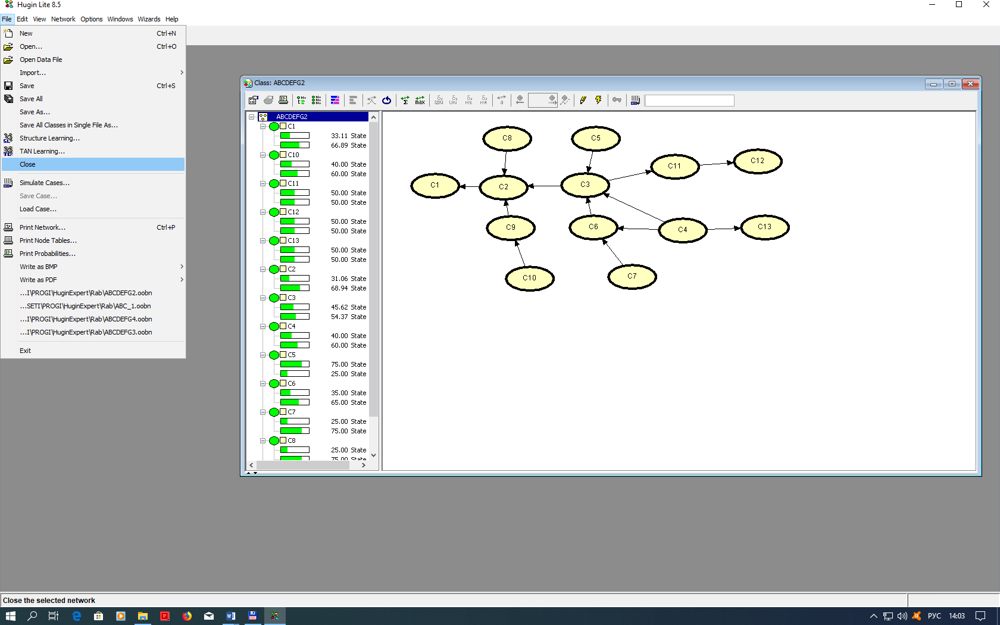 Hugin Lite 8.5
File Edit View Network Options Windows Wizards Help
New Ctrl+N
Open... Ctrl+O
Open Data File
Import...
Save Ctrl+S
Save All
Save As...
Save All Classes in Single File As...
Structure Learning...
TAN Learning...
Close
Simulate Cases...
Save Case...
Load Case...
Print Network... Ctrl+P
Print Node Tables...
Print Probabilities...
Write as BMP
Write as PDF
...I\PROGI\HuginExpert\Rab\ABCDEFG2.oobn
...SETI\PROGI\HuginExpert\Rab\ABC_1.oobn
...I\PROGI\HuginExpert\Rab\ABCDEFG4.oobn
...I\PROGI\HuginExpert\Rab\ABCDEFG3.oobn
Exit
Class: ABCDEFG2
Σ max spu Uni MS MR a
ABCDEFG2
C1
33.11 State
66.89 State
C10
40.00 State
60.00 State
C11
50.00 State
50.00 State
C12
50.00 State
50.00 State
C13
50.00 State
50.00 State
C2
31.06 State
68.94 State
C3
45.62 State
54.37 State
C4
40.00 State
60.00 State
C5
75.00 State
25.00 State
C6
35.00 State
65.00 State
C7
25.00 State
75.00 State
C8
25.00 State
75.00 State
C8 C5
C11 C12
C1 C2 C3
C9 C6 C4 C13
C10 C7
Close the selected network
РУС 14:03